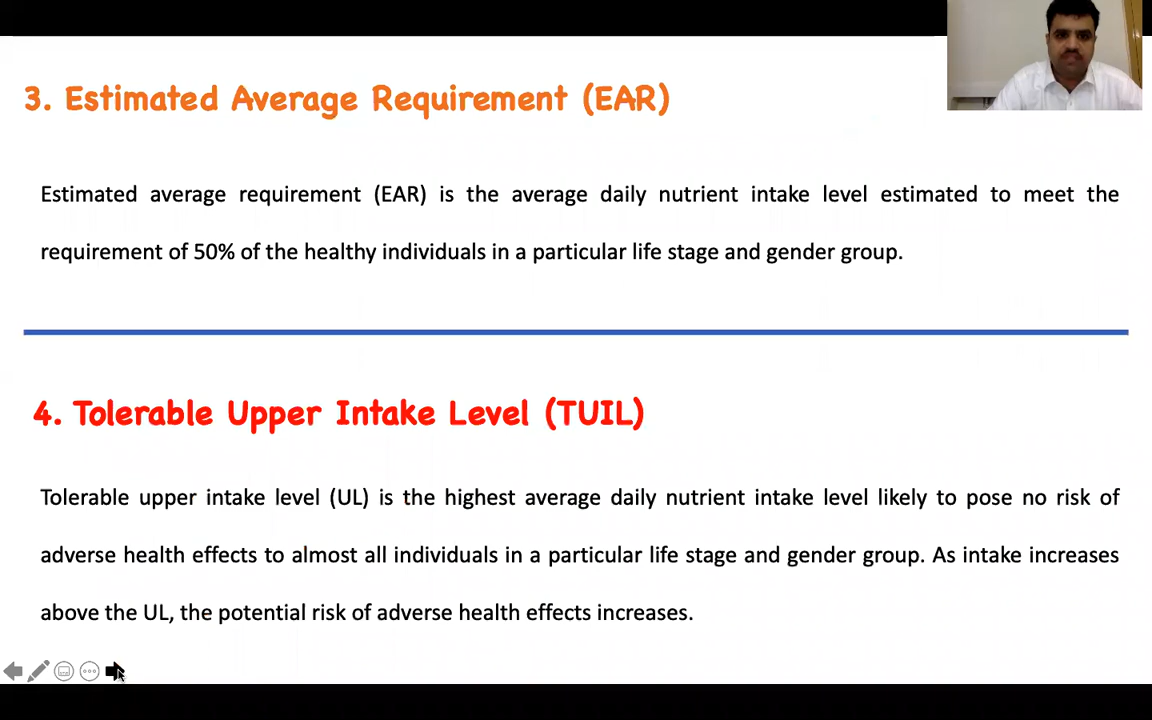 3. Estimated Average Requirement (EAR)
Estimated average requirement (EAR) is the average daily nutrient intake level estimated to meet the
requirement of 50% of the healthy individuals in a particular life stage and gender group.
4. Tolerable Upper Intake Level (TUIL)
Tolerable upper intake level (UL) is the highest average daily nutrient intake level likely to pose no risk of
adverse health effects to almost all individuals in a particular life stage and gender group. As intake increases
above the UL, the potential risk of adverse health effects increases.